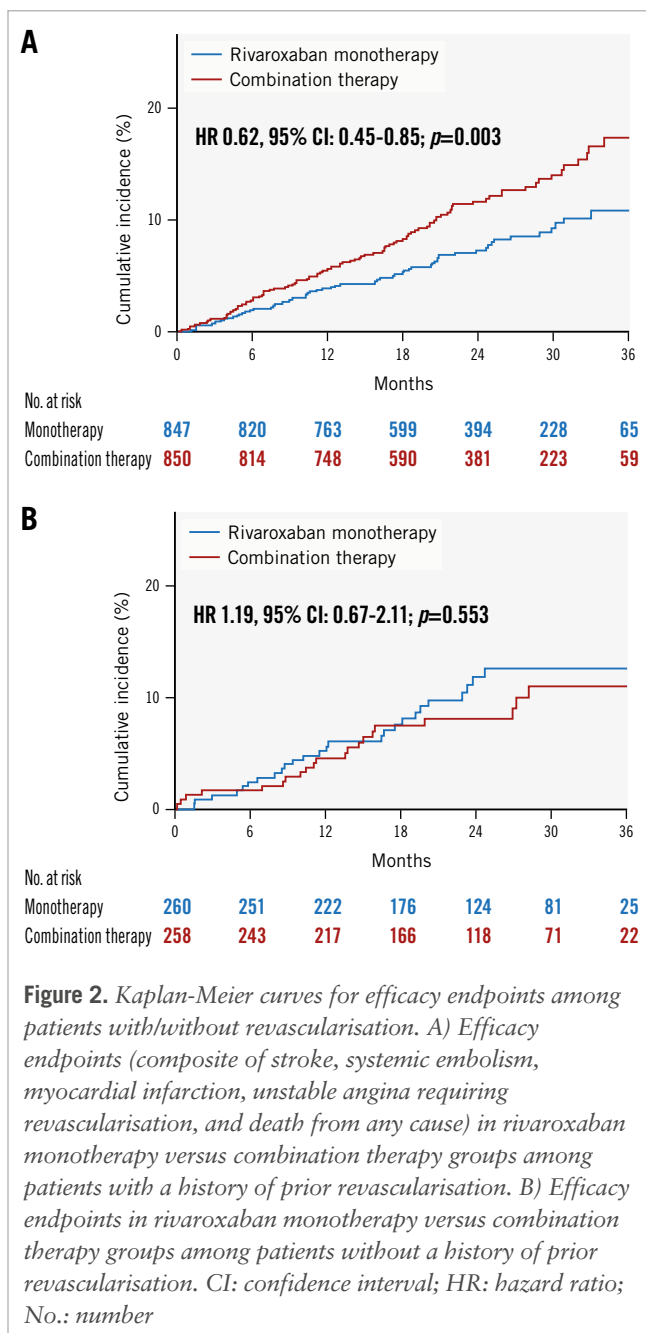 A
Rivaroxaban monotherapy
Combination therapy
HR 0.62, 95% CI: 0.45-0.85; p=0.003
Cumulative incidence (%)
20
10
0
0 6 12 18 24 30 36
Months
No. at risk
Monotherapy 847 820 763 599 394 228 65
Combination therapy 850 814 748 590 381 223 59
B
Rivaroxaban monotherapy
Combination therapy
HR 1.19, 95% CI: 0.67-2.11; p=0.553
Cumulative incidence (%)
20
10
0
0 6 12 18 24 30 36
Months
No. at risk
Monotherapy 260 251 222 176 124 81 25
Combination therapy 258 243 217 166 118 71 22
Figure 2. Kaplan-Meier curves for efficacy endpoints among
patients with/without revascularisation. A) Efficacy
endpoints (composite of stroke, systemic embolism,
myocardial infarction, unstable angina requiring
revascularisation, and death from any cause) in rivaroxaban
monotherapy versus combination therapy groups among
patients with a history of prior revascularisation. B) Efficacy
endpoints in rivaroxaban monotherapy versus combination
therapy groups among patients without a history of prior
revascularisation. CI: confidence interval; HR: hazard ratio;
No.: number